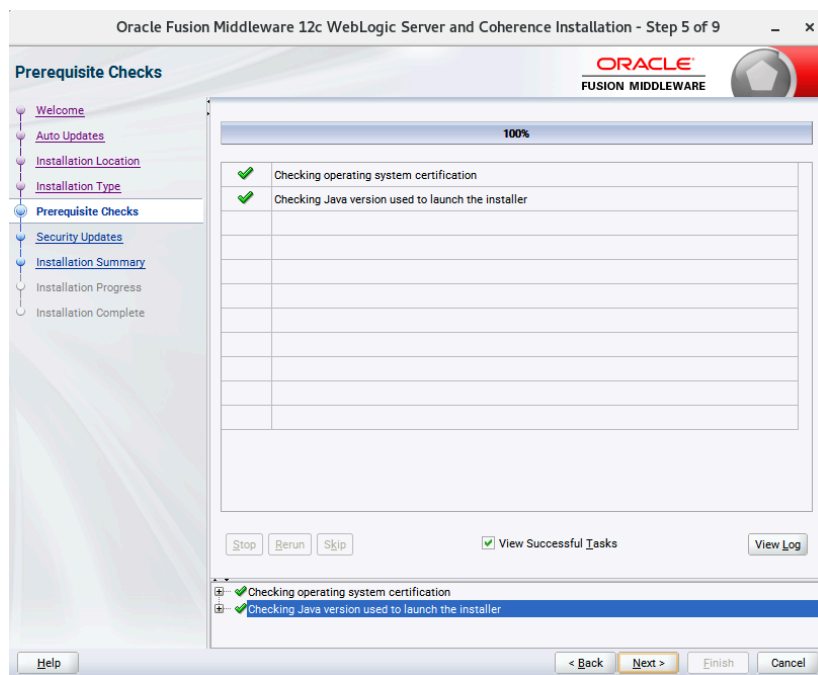 Oracle Fusion Middleware 12c WebLogic Server and Coherence Installation - Step 5 of 9
Prerequisite Checks
ORACLE
FUSION MIDDLEWARE
Welcome
Auto Updates
Installation Location
Installation Type
Prerequisite Checks
Security Updates
Installation Summary
Installation Progress
Installation Complete
100%
Checking operating system certification
Checking Java version used to launch the installer
Stop Rerun Skip View Successful Tasks View Log
Checking operating system certification
Checking Java version used to launch the installer
Help < Back Next > Finish Cancel